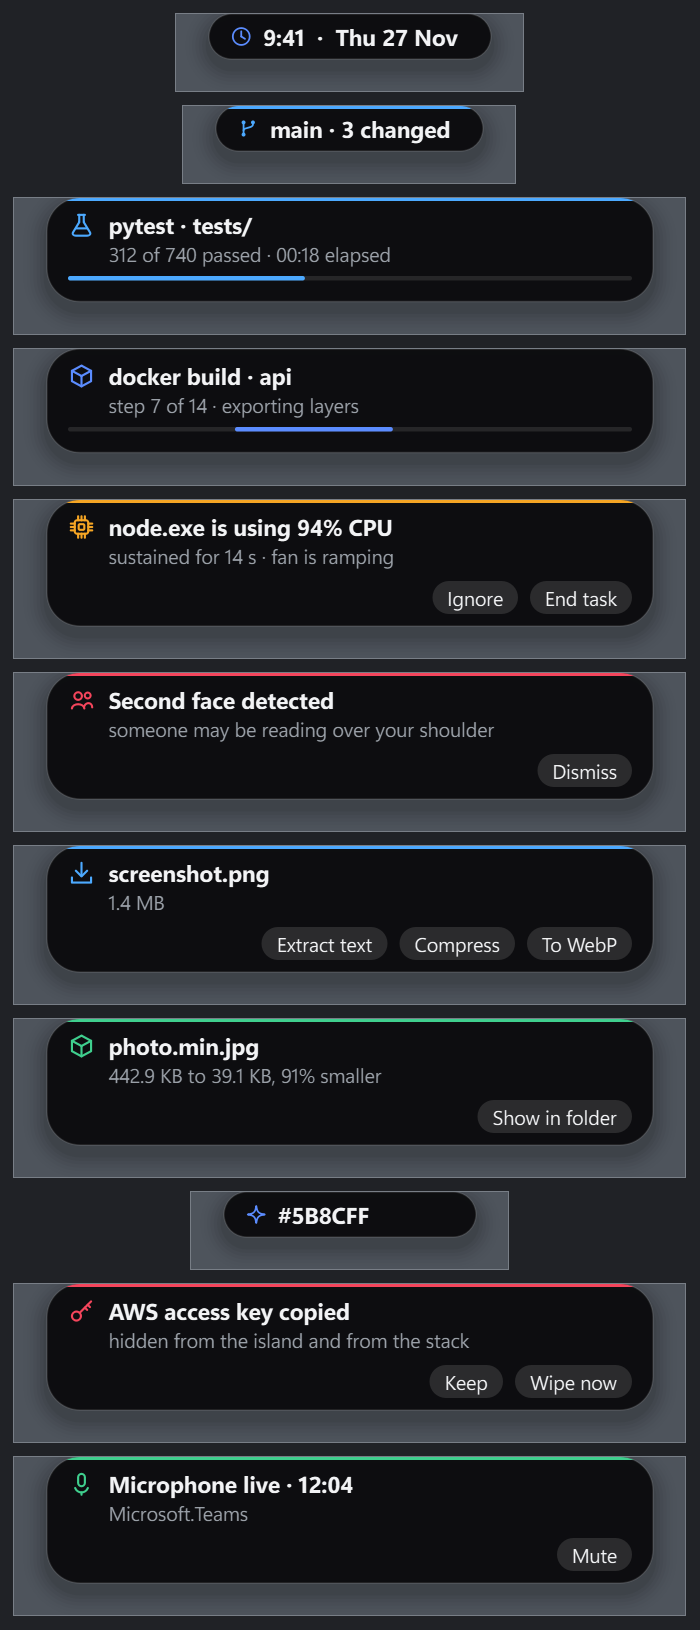 9:41 · Thu 27 Nov
main · 3 changed
pytest · tests/
312 of 740 passed · 00:18 elapsed
docker build · api
step 7 of 14 · exporting layers
node.exe is using 94% CPU
sustained for 14 s · fan is ramping
Ignore End task
Second face detected
someone may be reading over your shoulder
Dismiss
screenshot.png
1.4 MB
Extract text Compress To WebP
photo.min.jpg
442.9 KB to 39.1 KB, 91% smaller
Show in folder
#5B8CFF
AWS access key copied
hidden from the island and from the stack
Keep Wipe now
Microphone live · 12:04
Microsoft.Teams
Mute